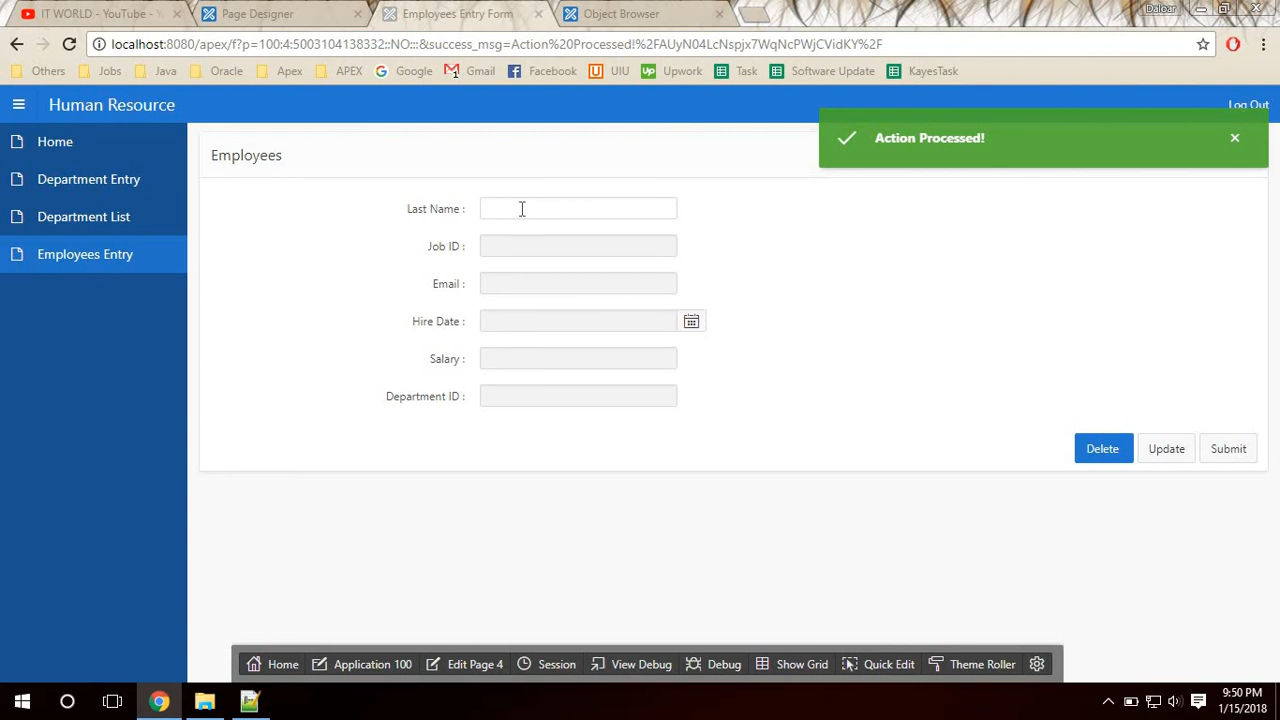 IT WORLD - YouTube - Y
Page Designer
Employees Entry Form
Object Browser
Daloar
localhost:8080/apex/f?p=100:4:5003104138332::NO:::&success_msg=Action%20Processed!%2FAUyN04LcNspjx7WqNcPWjCVidKY%2F
Others
Jobs
Java
Oracle
Apex
APEX
Google
Gmail
Facebook
UIU
Upwork
Task
Software Update
KayesTask
Human Resource
Log Out
Home
Department Entry
Department List
Employees Entry
Action Processed!
Employees
Last Name :
Job ID :
Email :
Hire Date :
Salary :
Department ID :
Delete
Update
Submit
Home
Application 100
Edit Page 4
Session
View Debug
Debug
Show Grid
Quick Edit
Theme Roller
9:50 PM
1/15/2018